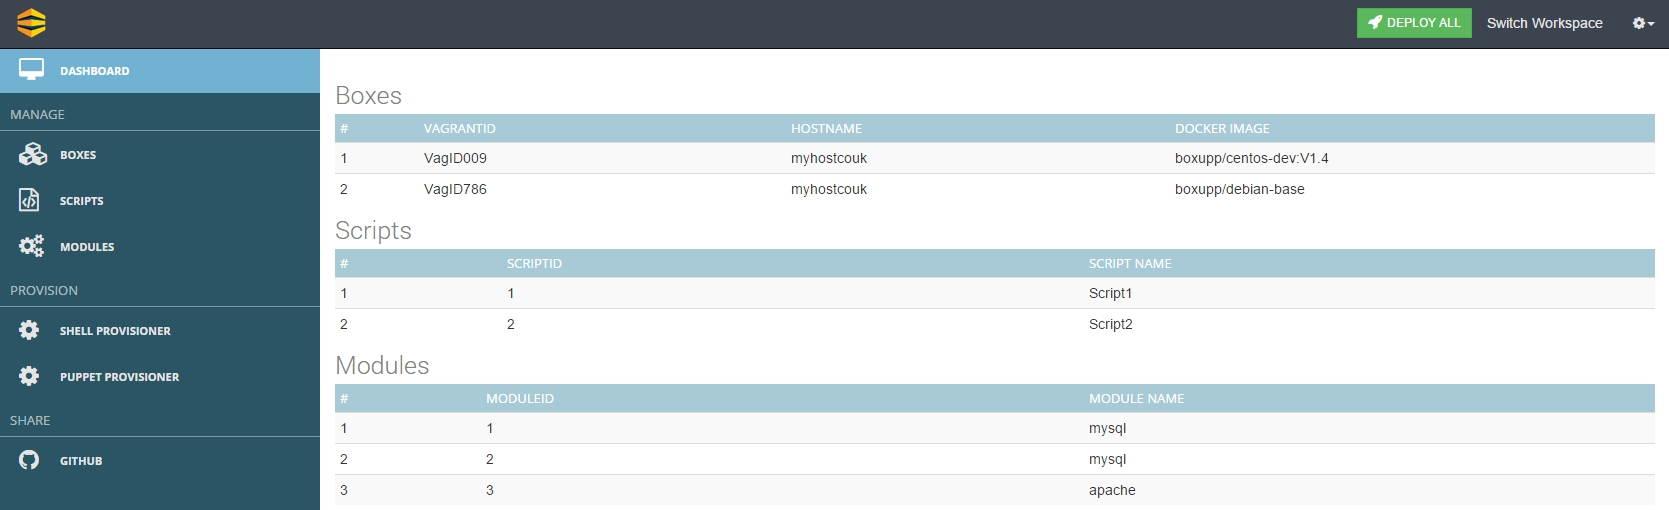 DEPLOY ALL Switch Workspace
DASHBOARD
MANAGE
BOXES
SCRIPTS
MODULES
PROVISION
SHELL PROVISIONER
PUPPET PROVISIONER
SHARE
GITHUB
Boxes
# VAGRANTID HOSTNAME DOCKER IMAGE
1 VagID009 myhostcouk boxupp/centos-dev:V1.4
2 VagID786 myhostcouk boxupp/debian-base
Scripts
# SCRIPTID SCRIPT NAME
1 1 Script1
2 2 Script2
Modules
# MODULEID MODULE NAME
1 1 mysql
2 2 mysql
3 3 apache